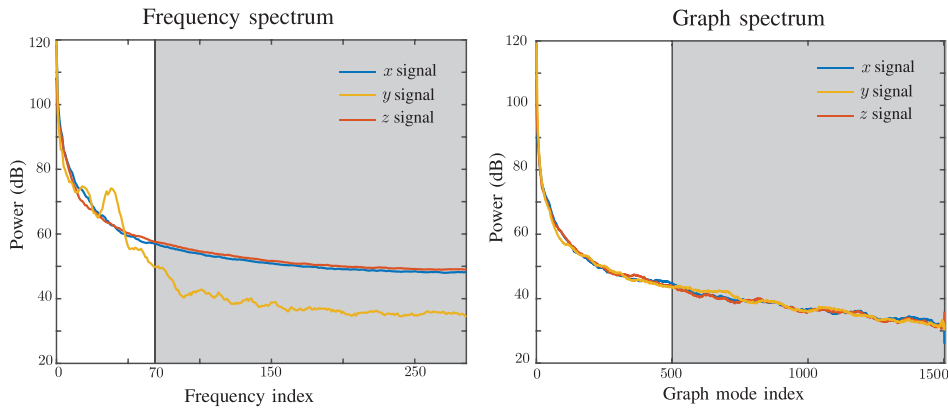 Frequency spectrum
120
100
80
60
40
20
Power (dB)
x signal
y signal
z signal
0
70
150
250
Frequency index
Graph spectrum
120
100
80
60
40
20
Power (dB)
x signal
y signal
z signal
0
500
1000
1500
Graph mode index